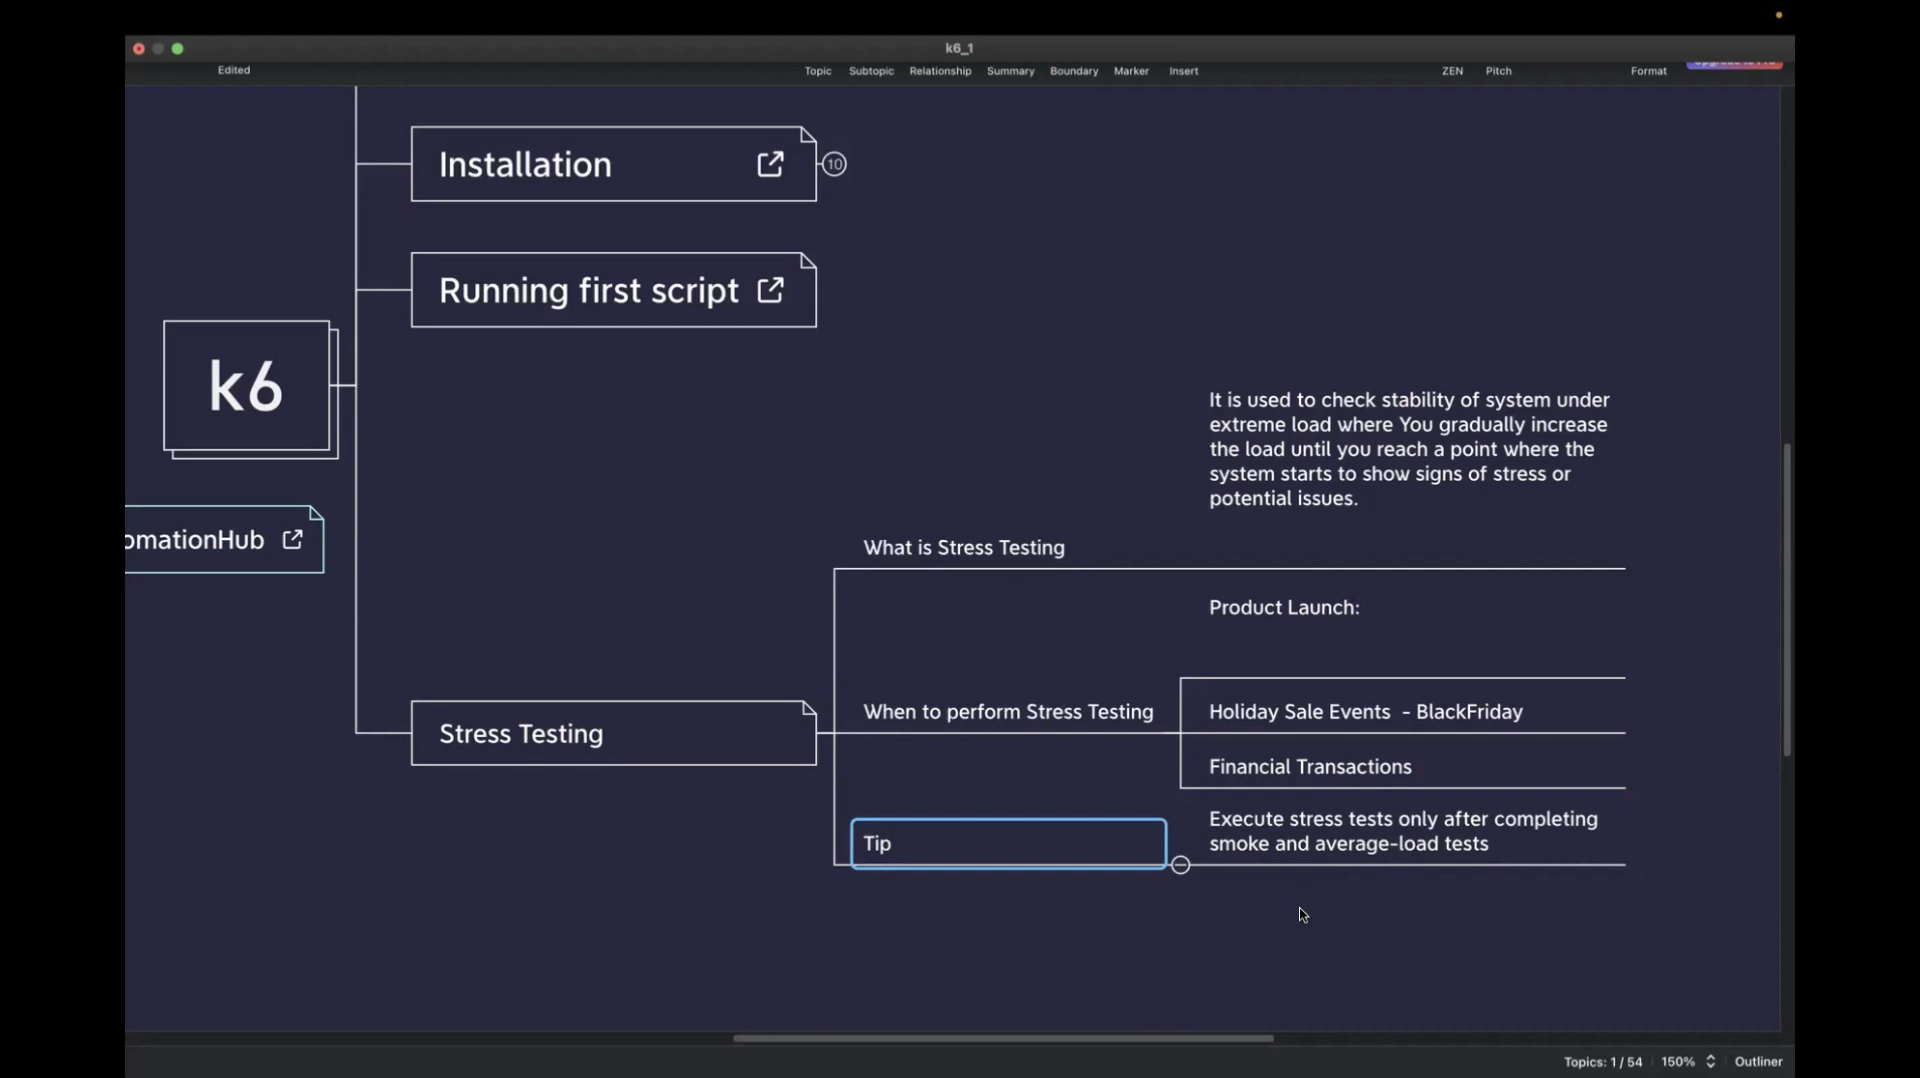 k6_1
Edited
Topic Subtopic Relationship Summary Boundary Marker Insert ZEN Pitch Format
Installation
10
Running first script
k6
It is used to check stability of system under
extreme load where You gradually increase
the load until you reach a point where the
system starts to show signs of stress or
potential issues.
omationHub
What is Stress Testing
Product Launch:
When to perform Stress Testing
Holiday Sale Events - BlackFriday
Stress Testing
Financial Transactions
Execute stress tests only after completing
smoke and average-load tests
Tip
Topics: 1 / 54 150% Outliner